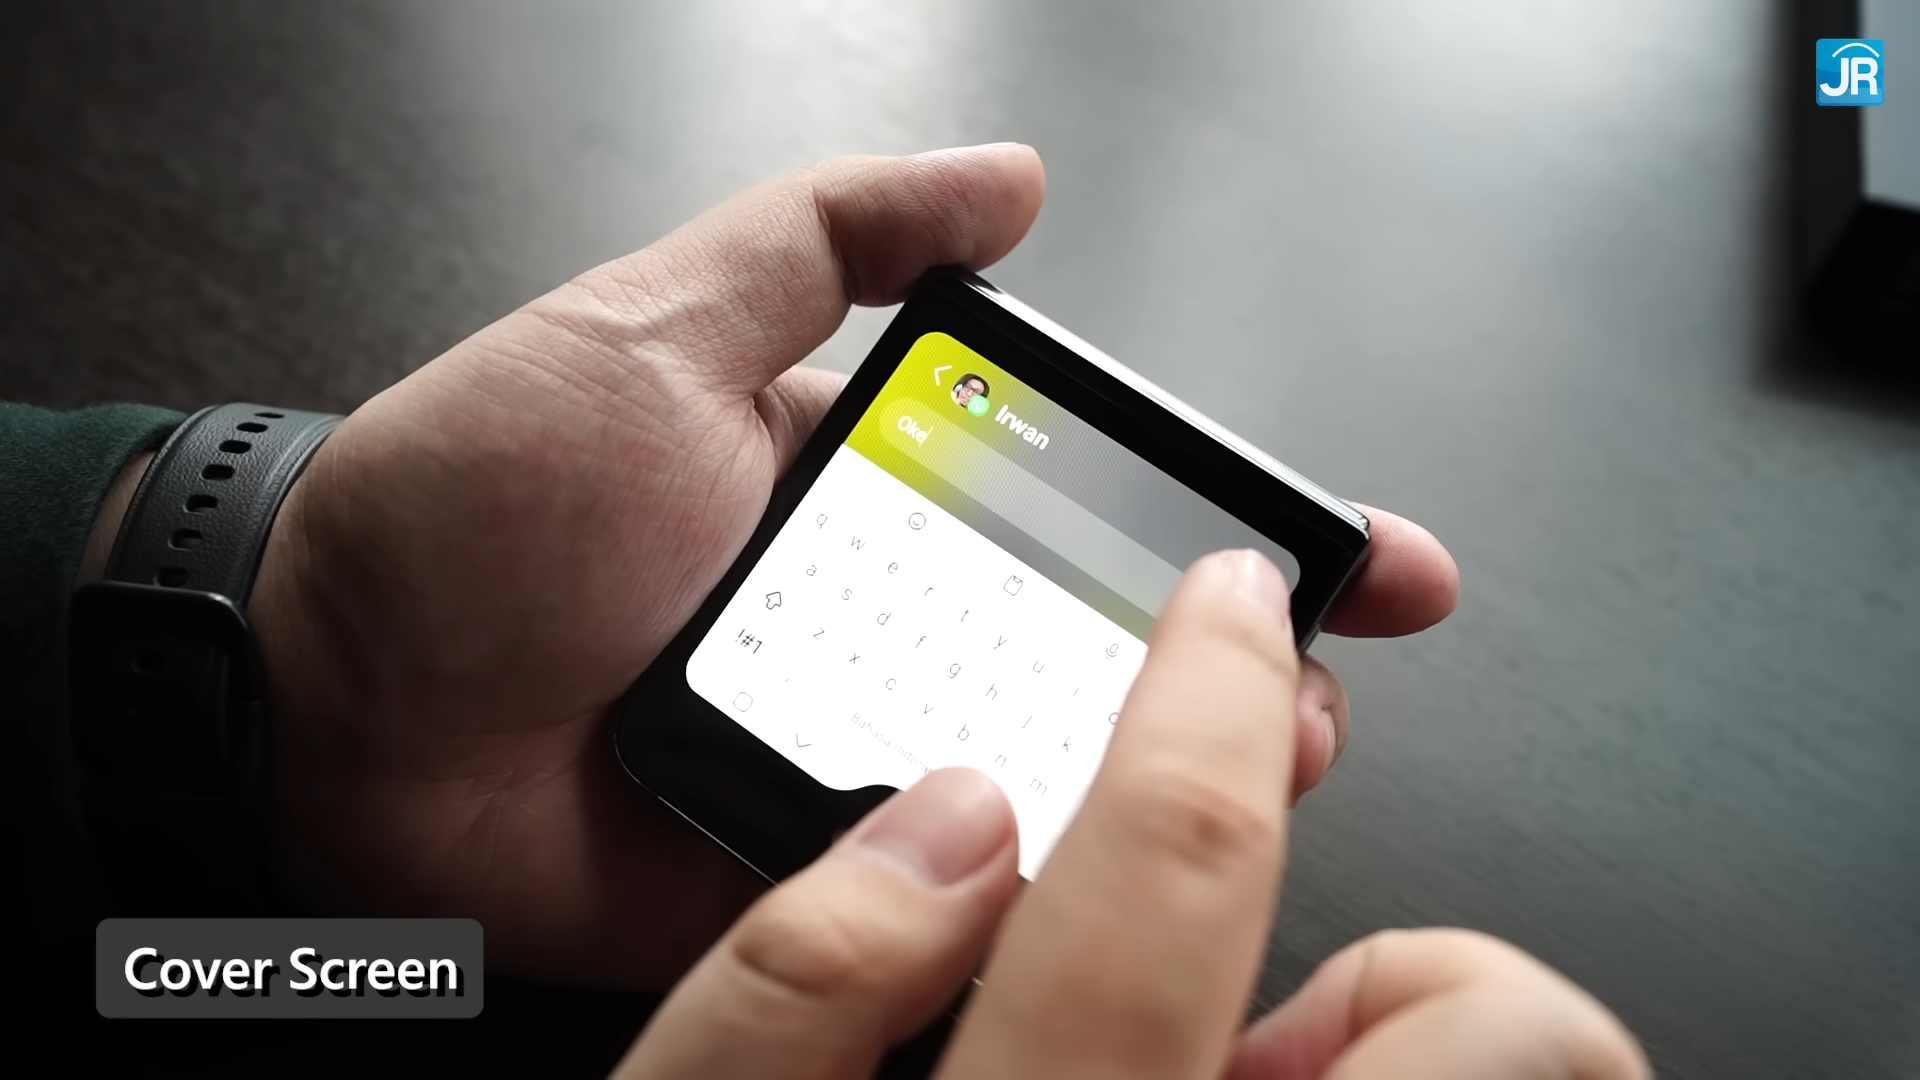 JR
Irwan
Oke
q w e r t y u i
a s d f g h j k
z x c v b n m
!#1
,
Cover Screen